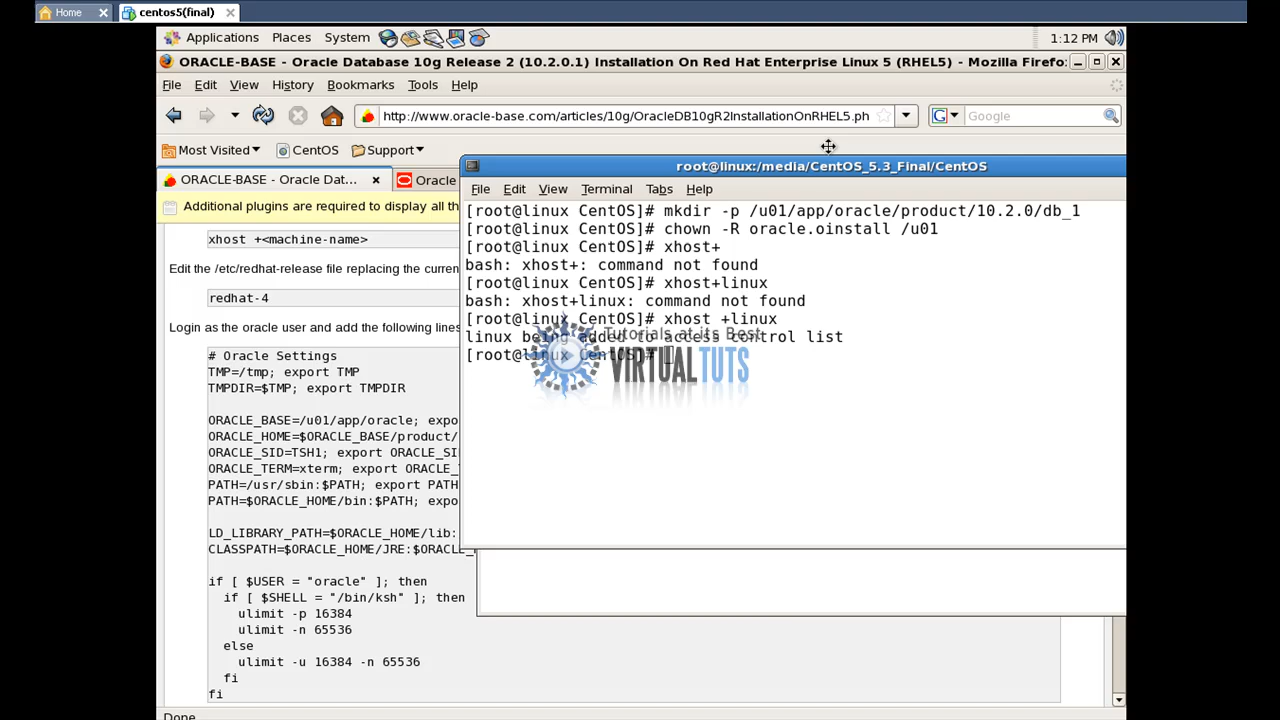 Home
centos5(final)
Applications Places System
1:12 PM
ORACLE-BASE - Oracle Database 10g Release 2 (10.2.0.1) Installation On Red Hat Enterprise Linux 5 (RHEL5) - Mozilla Firefo
File Edit View History Bookmarks Tools Help
http://www.oracle-base.com/articles/10g/OracleDB10gR2InstallationOnRHEL5.ph
Google
Most Visited CentOS Support
ORACLE-BASE - Oracle Dat...
Oracle
Additional plugins are required to display all th
xhost +<machine-name>
Edit the /etc/redhat-release file replacing the curren
redhat-4
Login as the oracle user and add the following lines
# Oracle Settings
TMP=/tmp; export TMP
TMPDIR=$TMP; export TMPDIR
ORACLE_BASE=/u01/app/oracle; expo
ORACLE_HOME=$ORACLE_BASE/product/
ORACLE_SID=TSH1; export ORACLE_SI
ORACLE_TERM=xterm; export ORACLE_
PATH=/usr/sbin:$PATH; export PATH
PATH=$ORACLE_HOME/bin:$PATH; expo
LD_LIBRARY_PATH=$ORACLE_HOME/lib:
CLASSPATH=$ORACLE_HOME/JRE:$ORACLE_
if [ $USER = "oracle" ]; then
if [ $SHELL = "/bin/ksh" ]; then
ulimit -p 16384
ulimit -n 65536
else
ulimit -u 16384 -n 65536
fi
fi
Done
root@linux:/media/CentOS_5.3_Final/CentOS
File Edit View Terminal Tabs Help
[root@linux CentOS]# mkdir -p /u01/app/oracle/product/10.2.0/db_1
[root@linux CentOS]# chown -R oracle.oinstall /u01
[root@linux CentOS]# xhost+
bash: xhost+: command not found
[root@linux CentOS]# xhost+linux
bash: xhost+linux: command not found
[root@linux CentOS]# xhost +linux
linux being added to access control list
[root@linux CentOS]#
Tutorials at its Best
VIRTUALTUTS